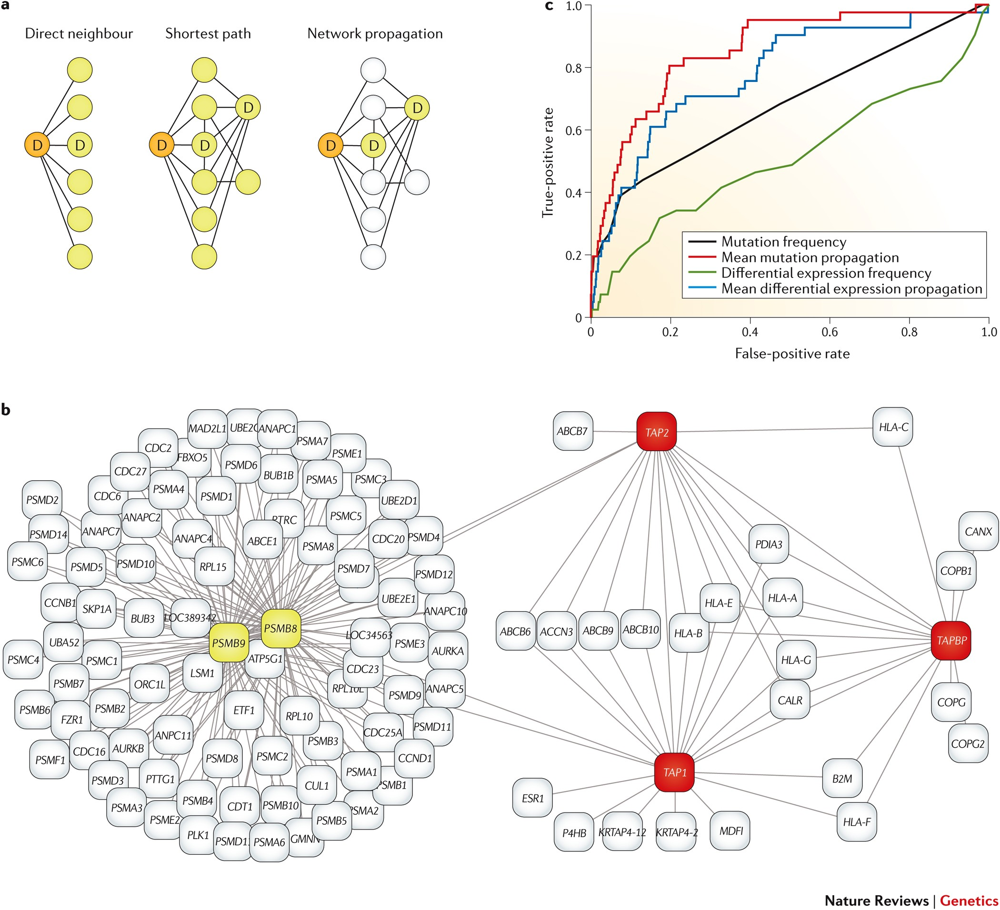 a
Direct neighbour
Shortest path
Network propagation
D
D
D
D
D
D
D
D
c
True-positive rate
1.0
0.8
0.6
0.4
0.2
0
0
0.2
0.4
0.6
0.8
1.0
False-positive rate
Mutation frequency
Mean mutation propagation
Differential expression frequency
Mean differential expression propagation
b
MAD2L1
ANAPC1
PSMA7
CDC2
FBXO5
PSME1
CDC27
PSMD6
BUB1B
PSMA5
PSMC3
PSMD2
CDC6
PSMA4
PSMD1
UBE2D1
ANAPC2
PSMC5
PSMD14
ANAPC7
ANAPC4
ABCE1
PSMA8
CDC20
PSMD4
PSMC6
PSMD5
PSMD10
RPL15
PSMD7
PSMD12
CCNB1
SKP1A
BUB3
LOC389342
UBE2E1
ANAPC10
PSMB8
PSMB9
UBA52
LOC34563
PSME3
AURKA
PSMC4
PSMC1
ATP5G1
LSM1
CDC23
PSMB7
ORC1L
PSMD9
ANAPC5
PSMB6
FZR1
PSMB2
ETF1
RPL10
ANPC11
CDC25A
PSMD11
PSMF1
CDC16
AURKB
PSMD8
PSMC2
PSMB3
CCND1
PSMD3
PTTG1
CUL1
PSMA1
PSMB1
PSMA3
PSME2
PSMB4
CDT1
PSMB10
PSMB5
PSMA2
PLK1
PSMA6
GMNN
ABCB7
TAP2
HLA-C
CANX
PDIA3
COPB1
HLA-E
HLA-A
ABCB6
ACCN3
ABCB9
ABCB10
HLA-B
TAPBP
HLA-G
CALR
COPG
COPG2
TAP1
B2M
ESR1
HLA-F
P4HB
KRTAP4-12
KRTAP4-2
MDFI
Nature Reviews | Genetics